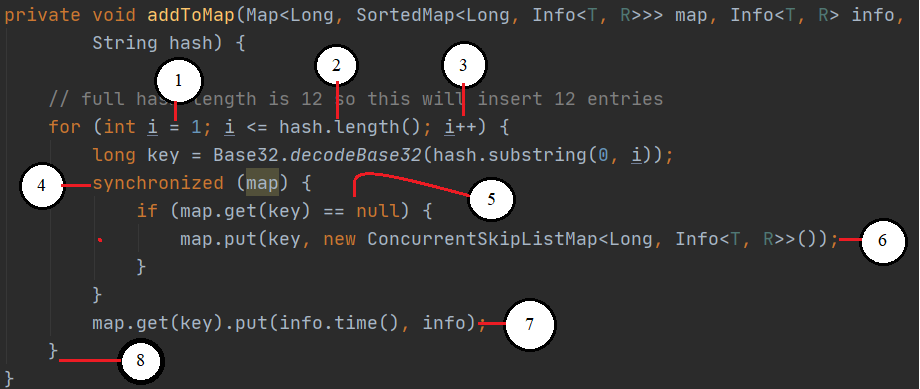 private void addToMap(Map<Long, SortedMap<Long, Info<T, R>>> map, Info<T, R> info,
String hash) {
1 2 3
// full hash length is 12 so this will insert 12 entries
for (int i = 1; i <= hash.length(); i++) {
long key = Base32.decodeBase32(hash.substring(0, i));
4 synchronized (map) {
5
if (map.get(key) == null) {
map.put(key, new ConcurrentSkipListMap<Long, Info<T, R>>()); 6
}
}
map.get(key).put(info.time(), info); 7
} 8
}